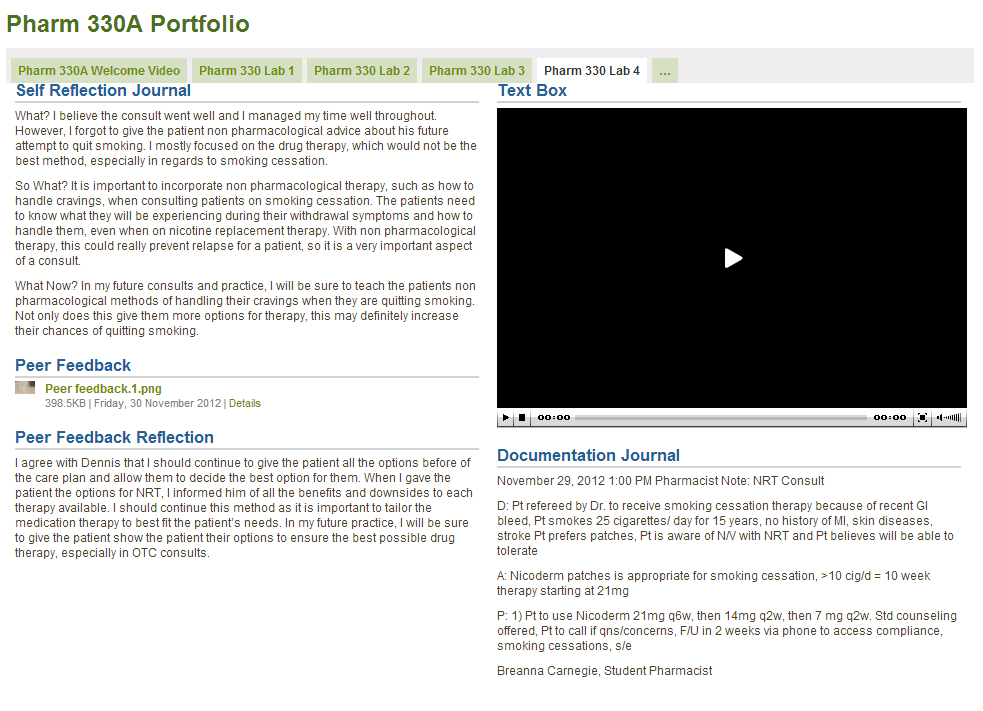 Pharm 330A Portfolio
Pharm 330A Welcome Video
Pharm 330 Lab 1
Pharm 330 Lab 2
Pharm 330 Lab 3
Pharm 330 Lab 4
...
Self Reflection Journal
What? I believe the consult went well and I managed my time well throughout.
However, I forgot to give the patient non pharmacological advice about his future
attempt to quit smoking. I mostly focused on the drug therapy, which would not be the
best method, especially in regards to smoking cessation.
So What? It is important to incorporate non pharmacological therapy, such as how to
handle cravings, when consulting patients on smoking cessation. The patients need
to know what they will be experiencing during their withdrawal symptoms and how to
handle them, even when on nicotine replacement therapy. With non pharmacological
therapy, this could really prevent relapse for a patient, so it is a very important aspect
of a consult.
What Now? In my future consults and practice, I will be sure to teach the patients non
pharmacological methods of handling their cravings when they are quitting smoking.
Not only does this give them more options for therapy, this may definitely increase
their chances of quitting smoking.
Peer Feedback
Peer feedback.1.png
398.5KB | Friday, 30 November 2012 | Details
Peer Feedback Reflection
I agree with Dennis that I should continue to give the patient all the options before of
the care plan and allow them to decide the best option for them. When I gave the
patient the options for NRT, I informed him of all the benefits and downsides to each
therapy available. I should continue this method as it is important to tailor the
medication therapy to best fit the patient's needs. In my future practice, I will be sure
to give the patient show the patient their options to ensure the best possible drug
therapy, especially in OTC consults.
Text Box
00:00
00:00
Documentation Journal
November 29, 2012 1:00 PM Pharmacist Note: NRT Consult
D: Pt refereed by Dr. to receive smoking cessation therapy because of recent GI
bleed, Pt smokes 25 cigarettes/ day for 15 years, no history of MI, skin diseases,
stroke Pt prefers patches, Pt is aware of N/V with NRT and Pt believes will be able to
tolerate
A: Nicoderm patches is appropriate for smoking cessation, >10 cig/d = 10 week
therapy starting at 21mg
P: 1) Pt to use Nicoderm 21mg q6w, then 14mg q2w, then 7 mg q2w. Std counseling
offered, Pt to call if qns/concerns, F/U in 2 weeks via phone to access compliance,
smoking cessations, s/e
Breanna Carnegie, Student Pharmacist